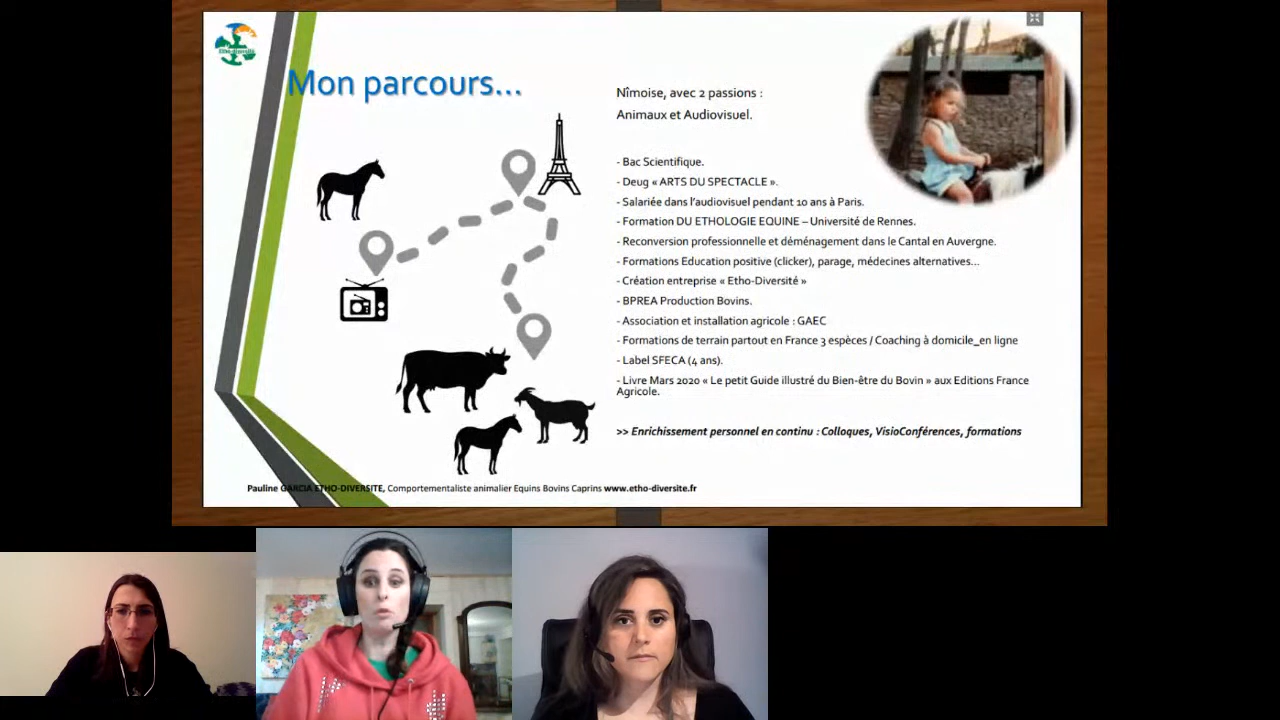 Etho-diversité
Mon parcours...
Nîmoise, avec 2 passions :
Animaux et Audiovisuel.
- Bac Scientifique.
- Deug « ARTS DU SPECTACLE ».
- Salariée dans l'audiovisuel pendant 10 ans à Paris.
- Formation DU ETHOLOGIE EQUINE – Université de Rennes.
- Reconversion professionnelle et déménagement dans le Cantal en Auvergne.
- Formations Education positive (clicker), parage, médecines alternatives...
- Création entreprise « Etho-Diversité »
- BPREA Production Bovins.
- Association et installation agricole : GAEC
- Formations de terrain partout en France 3 espèces / Coaching à domicile_en ligne
- Label SFECA (4 ans).
- Livre Mars 2020 « Le petit Guide illustré du Bien-être du Bovin » aux Editions France
Agricole.
>> Enrichissement personnel en continu : Colloques, VisioConférences, formations
Pauline GARCIA ETHO-DIVERSITE, Comportementaliste animalier Equins Bovins Caprins www.etho-diversite.fr